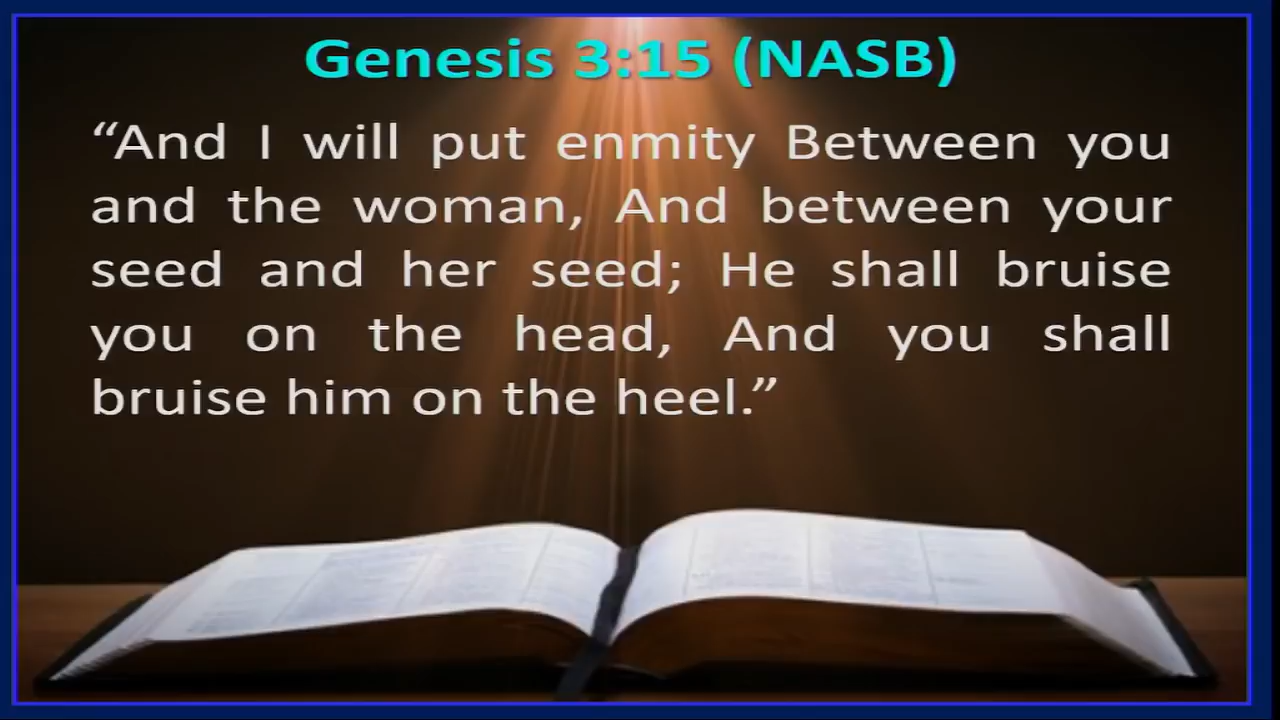 Genesis 3:15 (NASB)
“And I will put enmity Between you
and the woman, And between your
seed and her seed; He shall bruise
you on the head, And you shall
bruise him on the heel.”